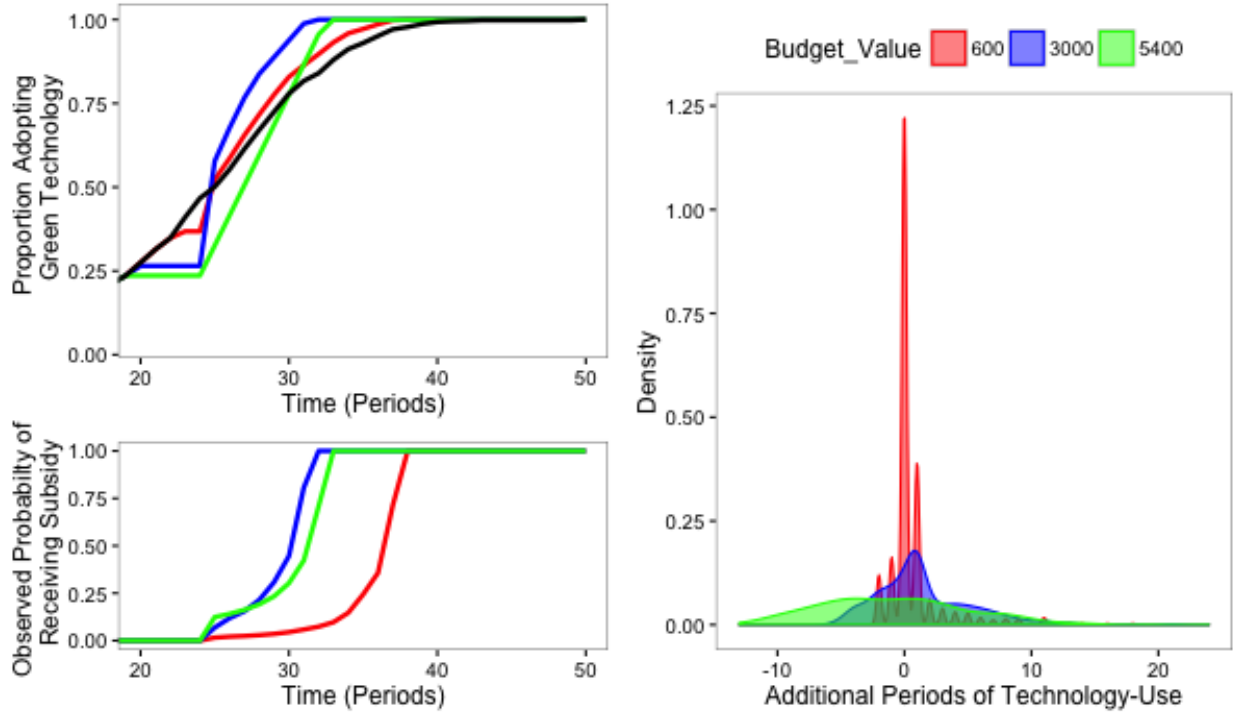 Proportion Adopting
Green Technology
1.00
0.75
0.50
0.25
0.00
20 30 40 50
Time (Periods)
Observed Probabilty of
Receiving Subsidy
1.00
0.75
0.50
0.25
0.00
20 30 40 50
Time (Periods)
Budget_Value 600 3000 5400
Density
1.25
1.00
0.75
0.50
0.25
0.00
-10 0 10 20
Additional Periods of Technology-Use